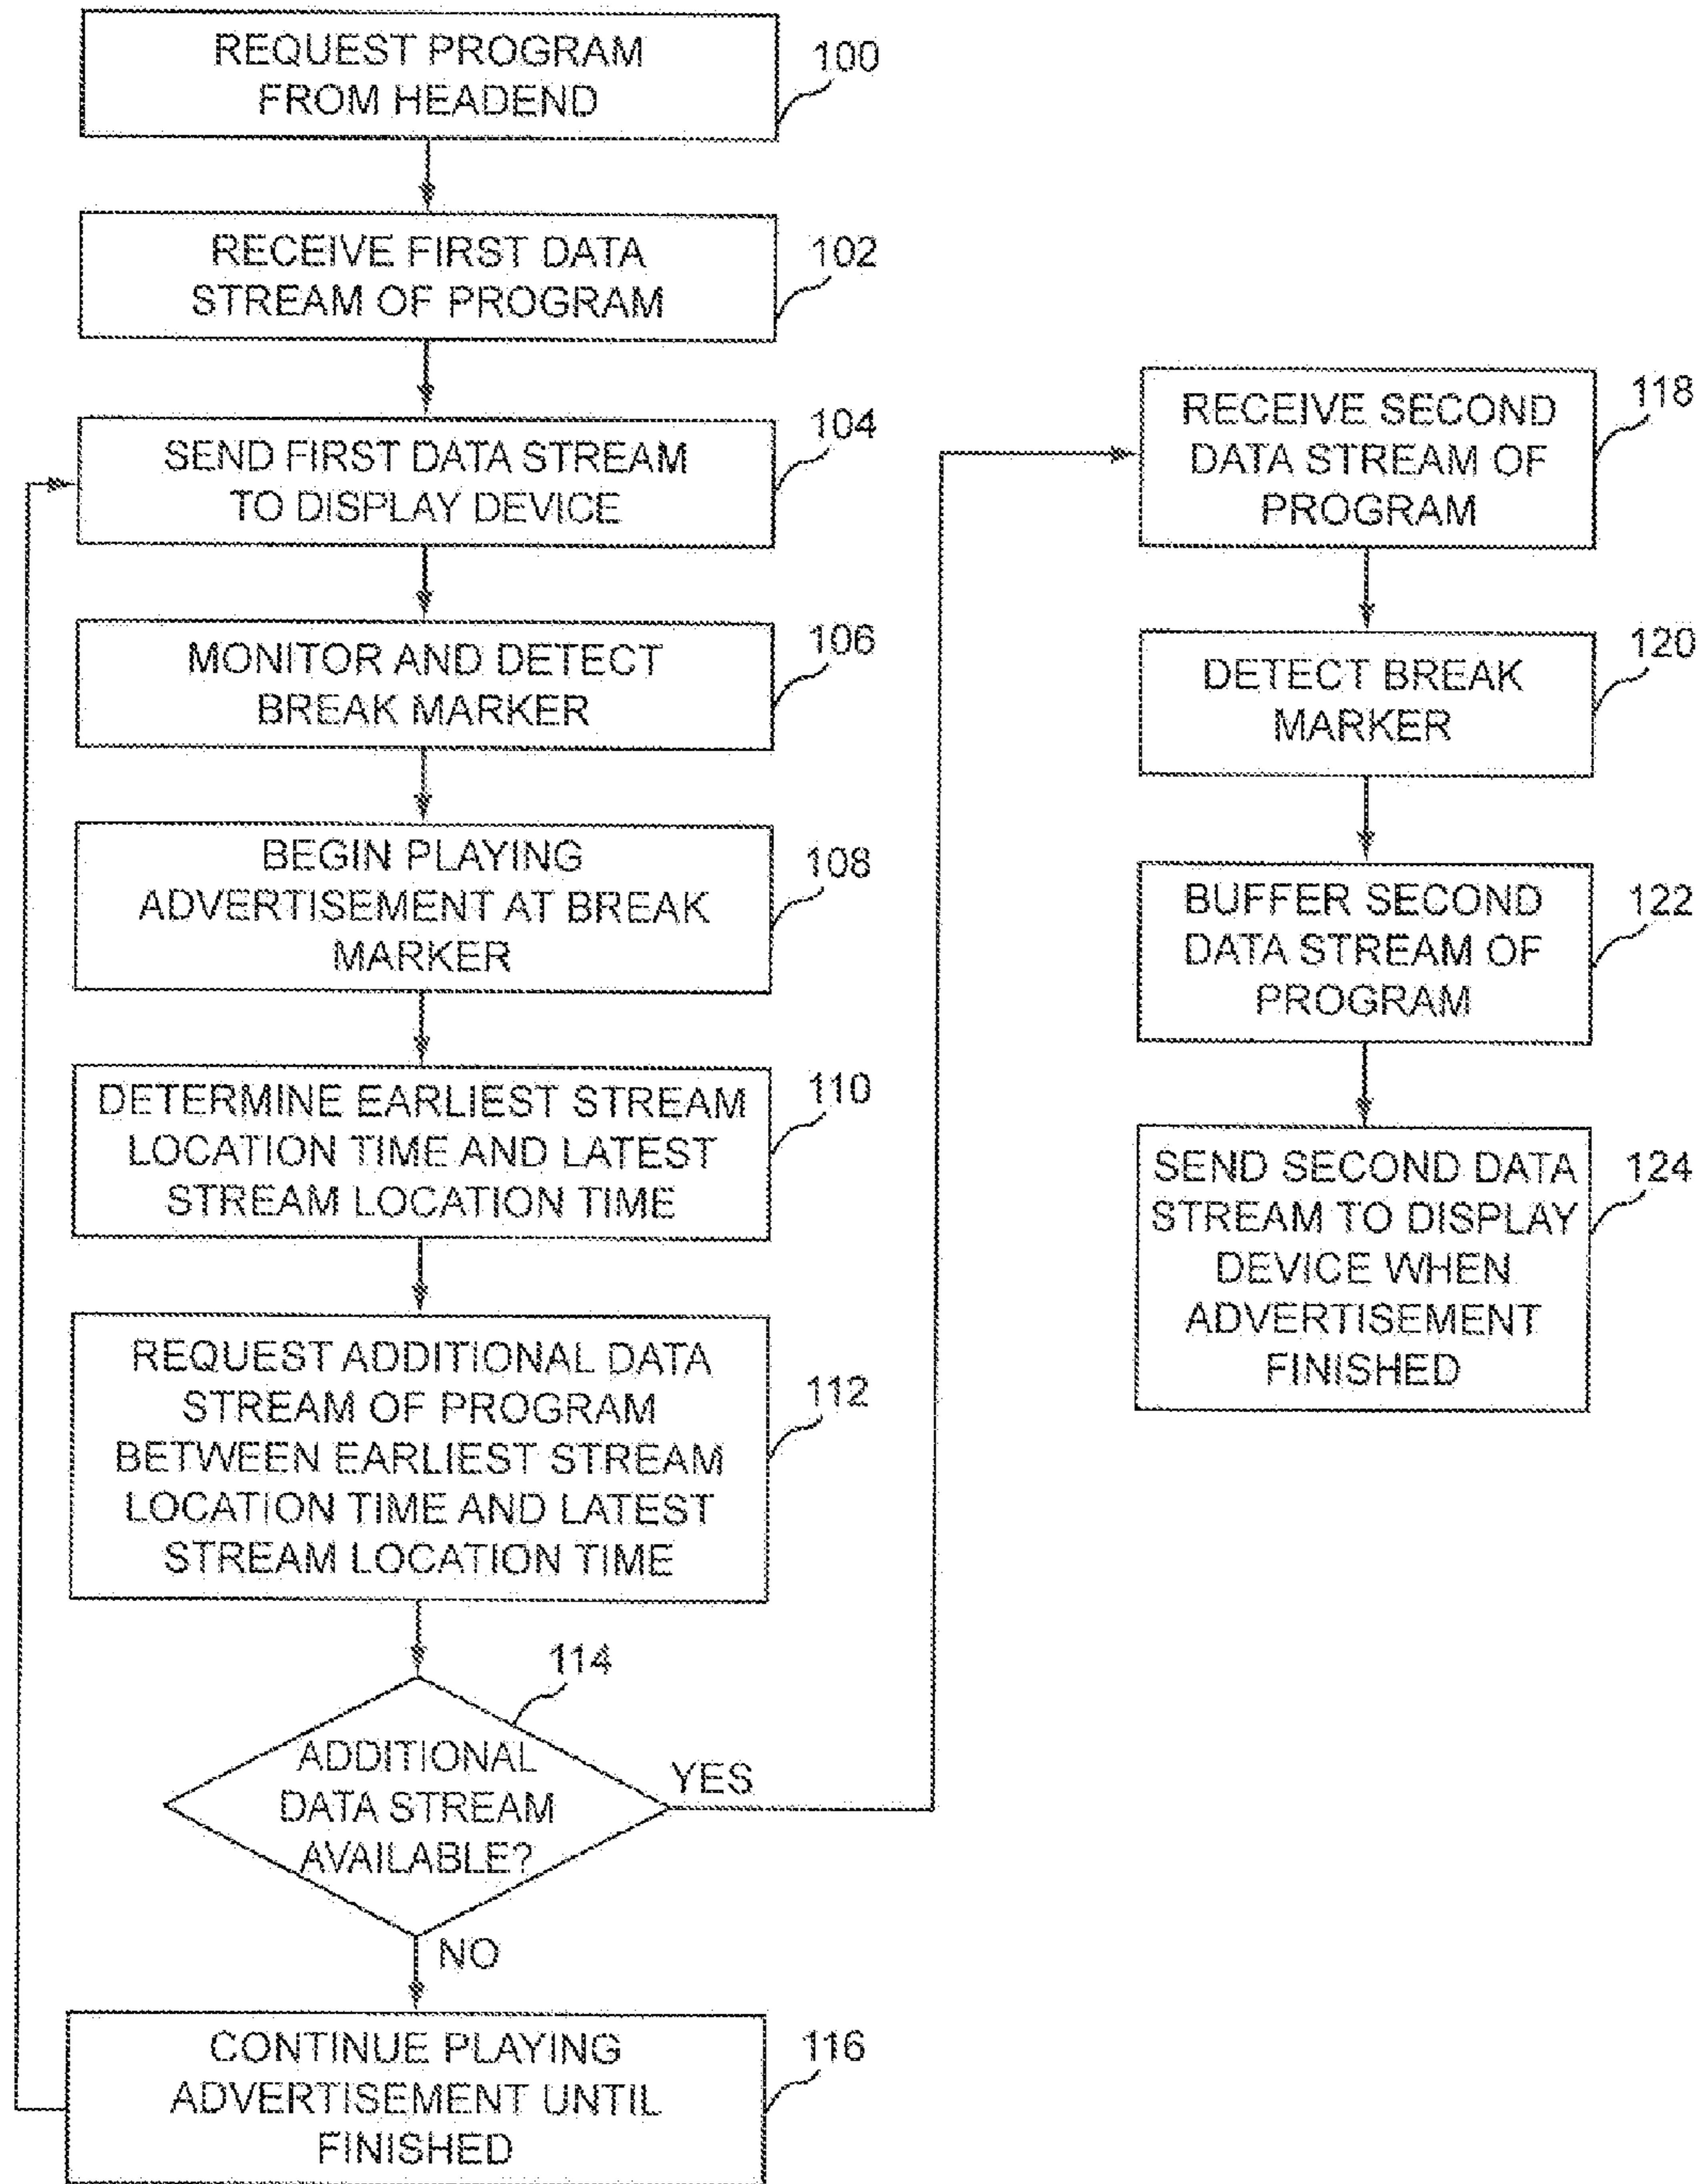 REQUEST PROGRAM
FROM HEADEND
100
RECEIVE FIRST DATA
STREAM OF PROGRAM
102
SEND FIRST DATA STREAM
TO DISPLAY DEVICE
104
MONITOR AND DETECT
BREAK MARKER
106
BEGIN PLAYING
ADVERTISEMENT AT BREAK
MARKER
108
DETERMINE EARLIEST STREAM
LOCATION TIME AND LATEST
STREAM LOCATION TIME
110
REQUEST ADDITIONAL DATA
STREAM OF PROGRAM
BETWEEN EARLIEST STREAM
LOCATION TIME AND LATEST
STREAM LOCATION TIME
112
114
ADDITIONAL
DATA STREAM
AVAILABLE?
YES
NO
CONTINUE PLAYING
ADVERTISEMENT UNTIL
FINISHED
116
RECEIVE SECOND
DATA STREAM OF
PROGRAM
118
DETECT BREAK
MARKER
120
BUFFER SECOND
DATA STREAM OF
PROGRAM
122
SEND SECOND DATA
STREAM TO DISPLAY
DEVICE WHEN
ADVERTISEMENT
FINISHED
124